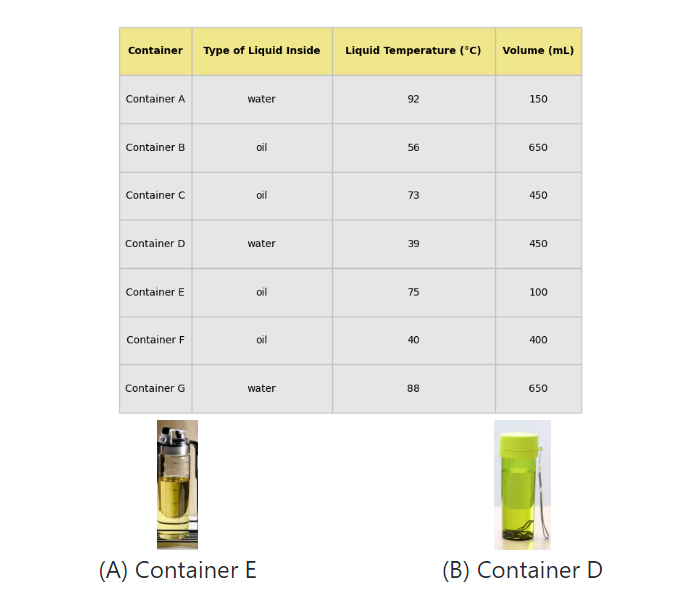 Container Type of Liquid Inside Liquid Temperature (°C) Volume (mL)
Container A water 92 150
Container B oil 56 650
Container C oil 73 450
Container D water 39 450
Container E oil 75 100
Container F oil 40 400
Container G water 88 650
(A) Container E (B) Container D